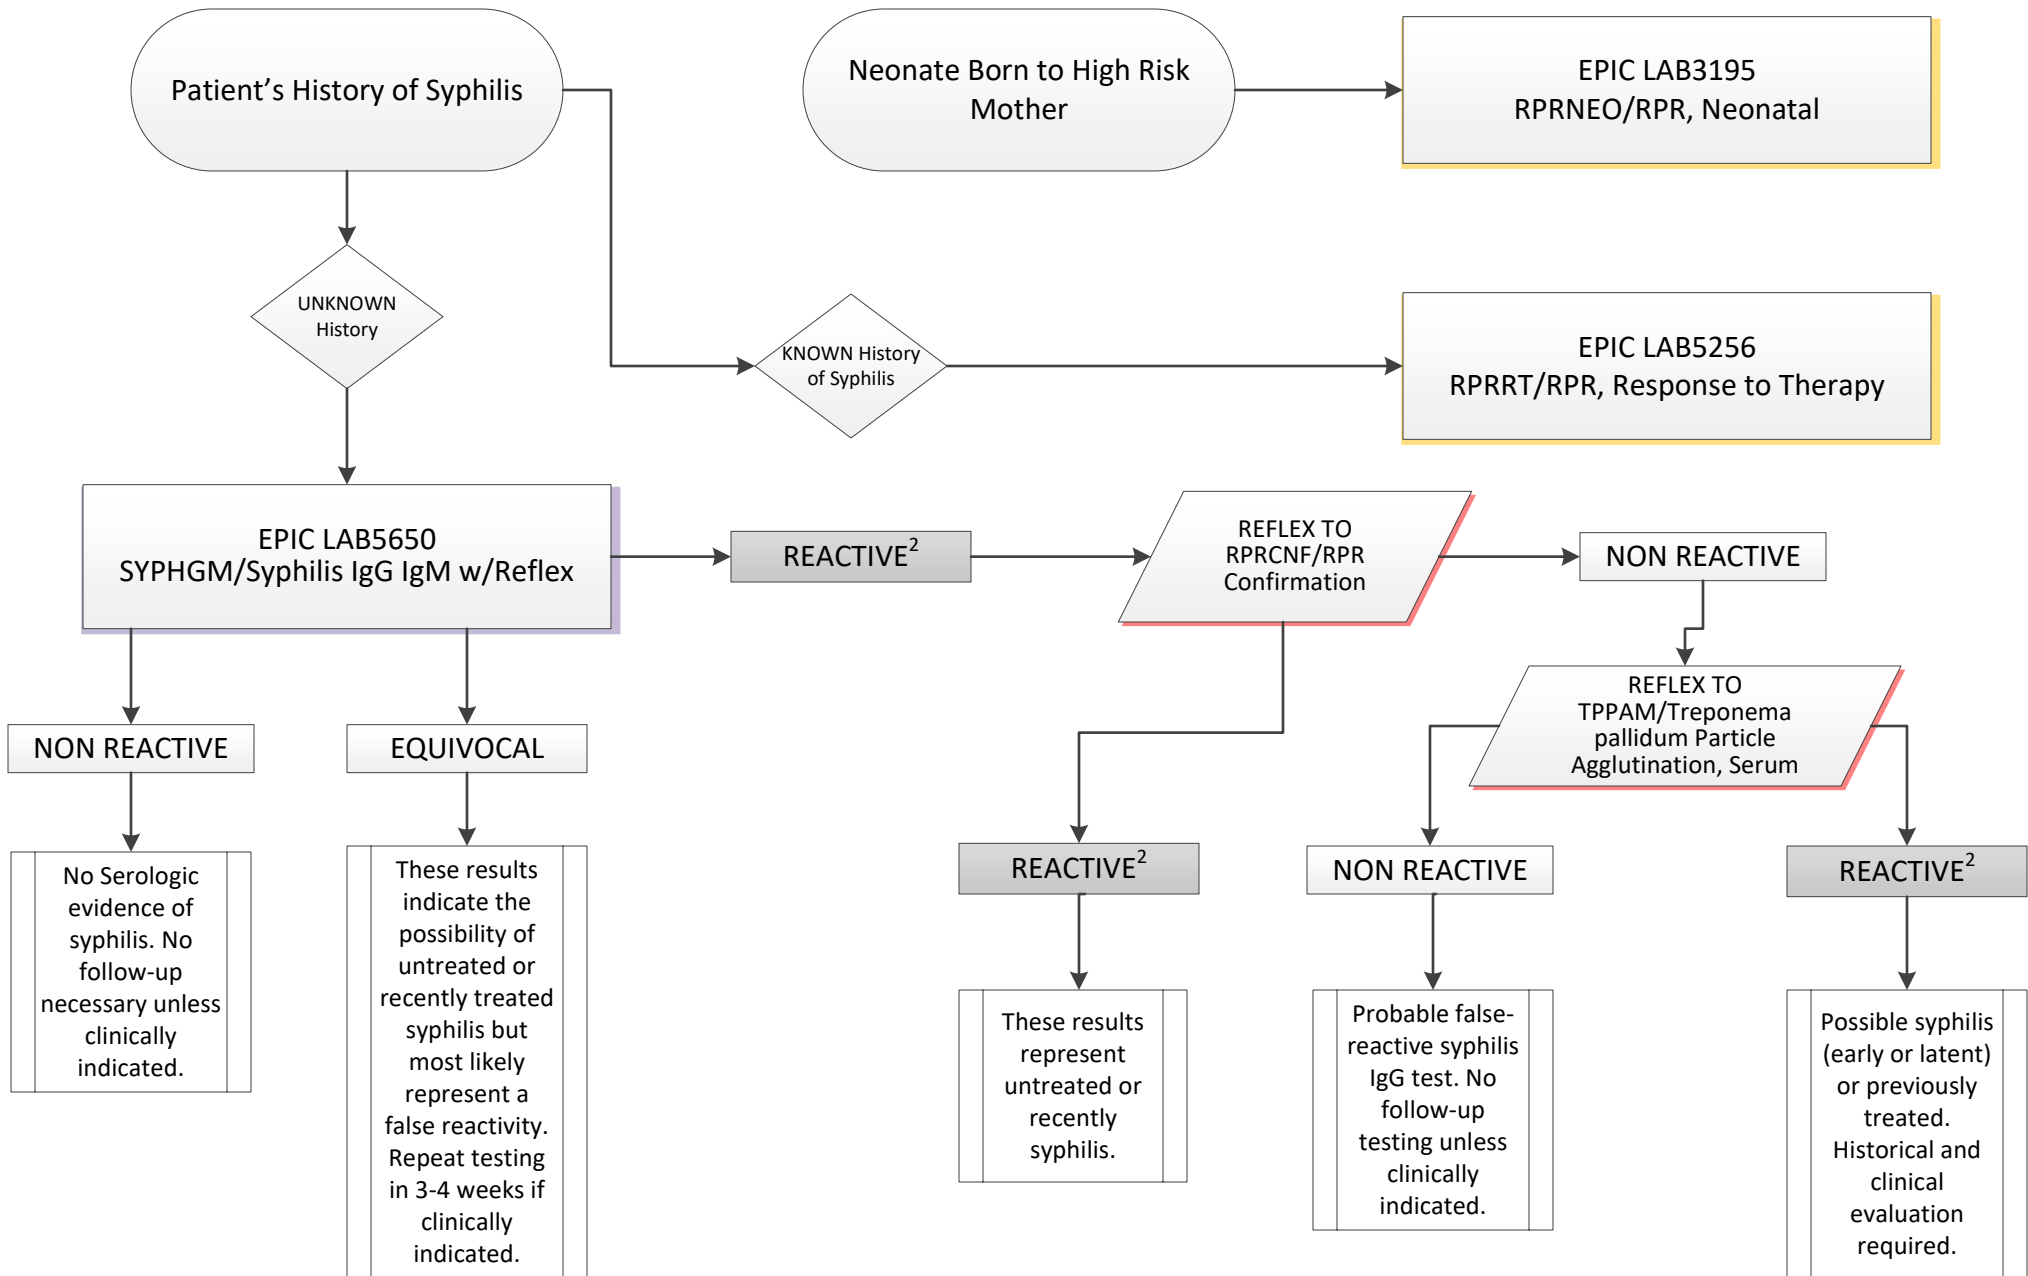 Patient's History of Syphilis
Neonate Born to High Risk
Mother
EPIC LAB3195
RPRNEO/RPR, Neonatal
UNKNOWN
History
KNOWN History
of Syphilis
EPIC LAB5256
RPRRT/RPR, Response to Therapy
EPIC LAB5650
SYPHGM/Syphilis IgG IgM w/Reflex
REACTIVE²
REFLEX TO
RPRCNF/RPR
Confirmation
NON REACTIVE
REFLEX TO
TPPAM/Treponema
pallidum Particle
Agglutination, Serum
NON REACTIVE
EQUIVOCAL
REACTIVE²
NON REACTIVE
REACTIVE²
No Serologic
evidence of
syphilis. No
follow-up
necessary unless
clinically
indicated.
These results
indicate the
possibility of
untreated or
recently treated
syphilis but
most likely
represent a
false reactivity.
Repeat testing
in 3-4 weeks if
clinically
indicated.
These results
represent
untreated or
recently
syphilis.
Probable false-
reactive syphilis
IgG test. No
follow-up
testing unless
clinically
indicated.
Possible syphilis
(early or latent)
or previously
treated.
Historical and
clinical
evaluation
required.